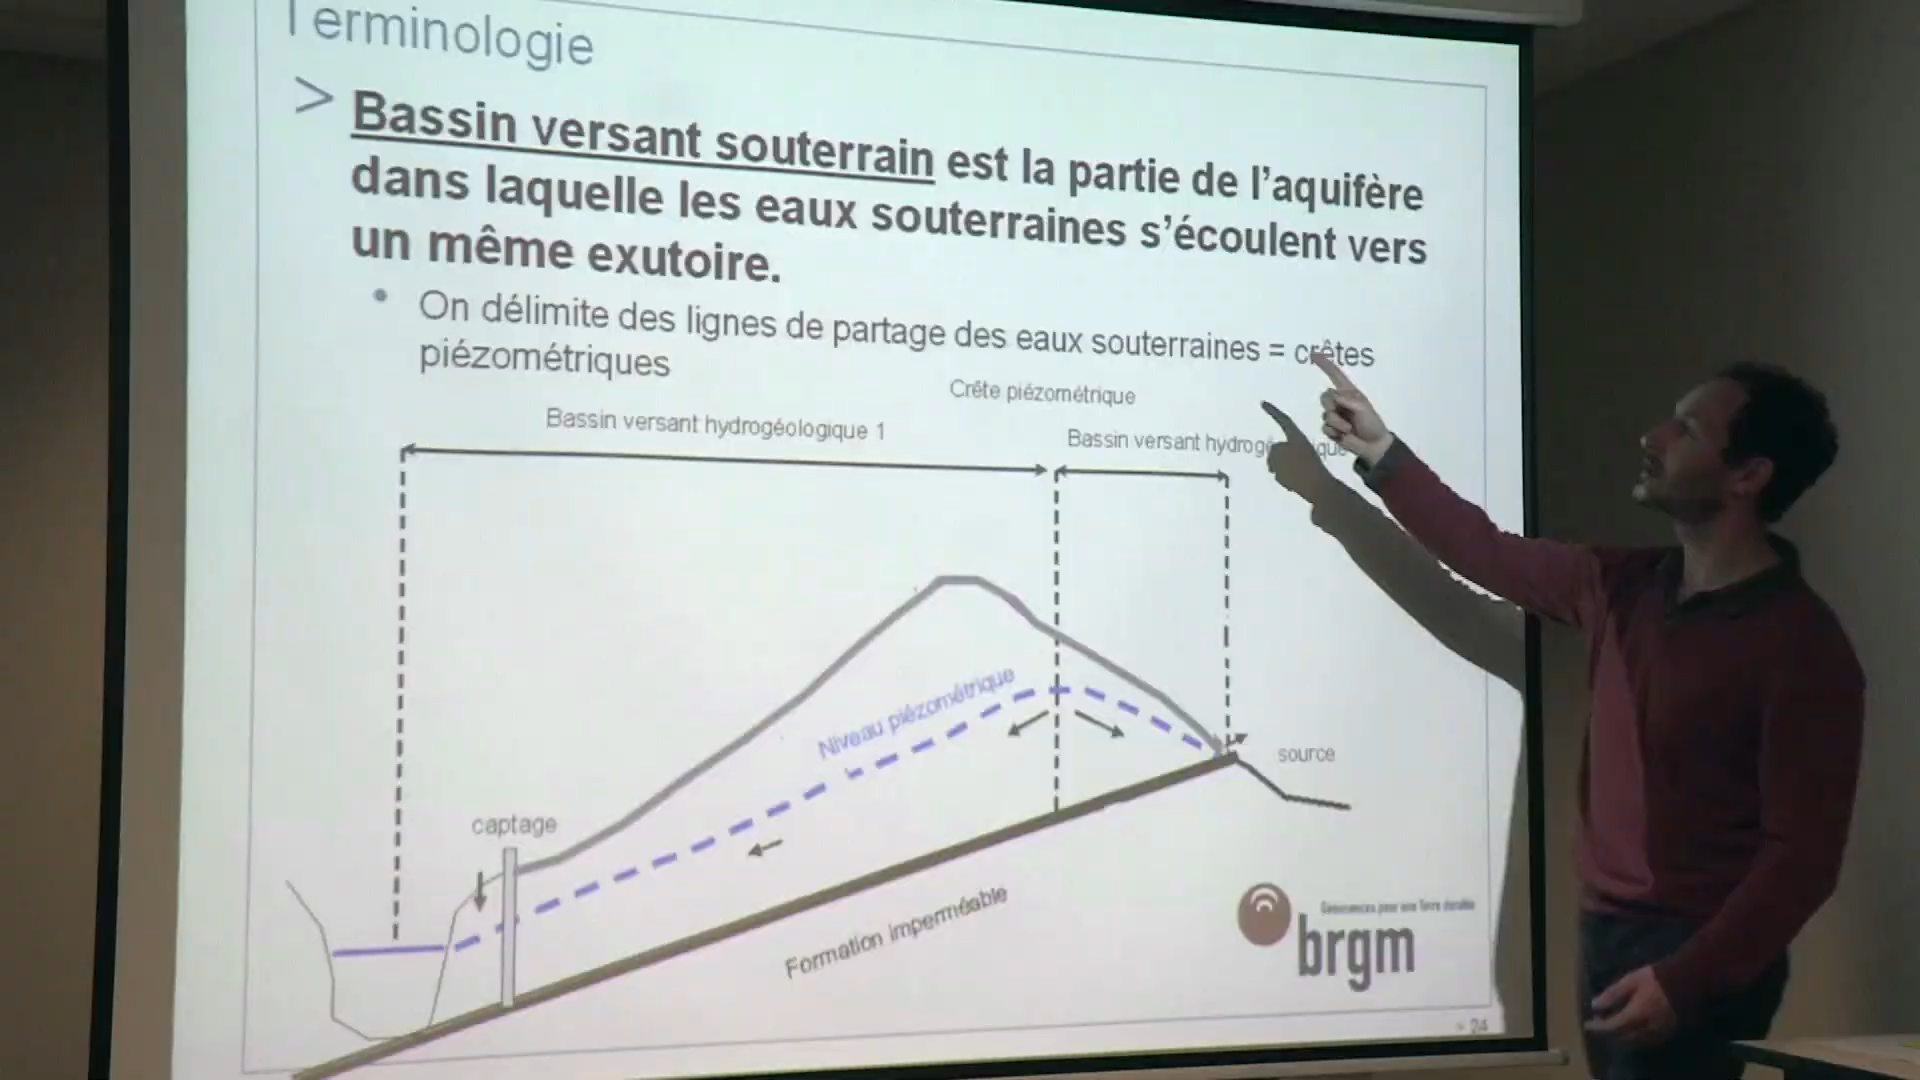 Terminologie
> Bassin versant souterrain est la partie de l’aquifère
dans laquelle les eaux souterraines s’écoulent vers
un même exutoire.
• On délimite des lignes de partage des eaux souterraines = crêtes
piézométriques
Crête piézométrique
Bassin versant hydrogéologique 1
Bassin versant
Niveau piézométrique
source
captage
Formation imperméable
Géosciences pour une Terre durable
brgm
> 24